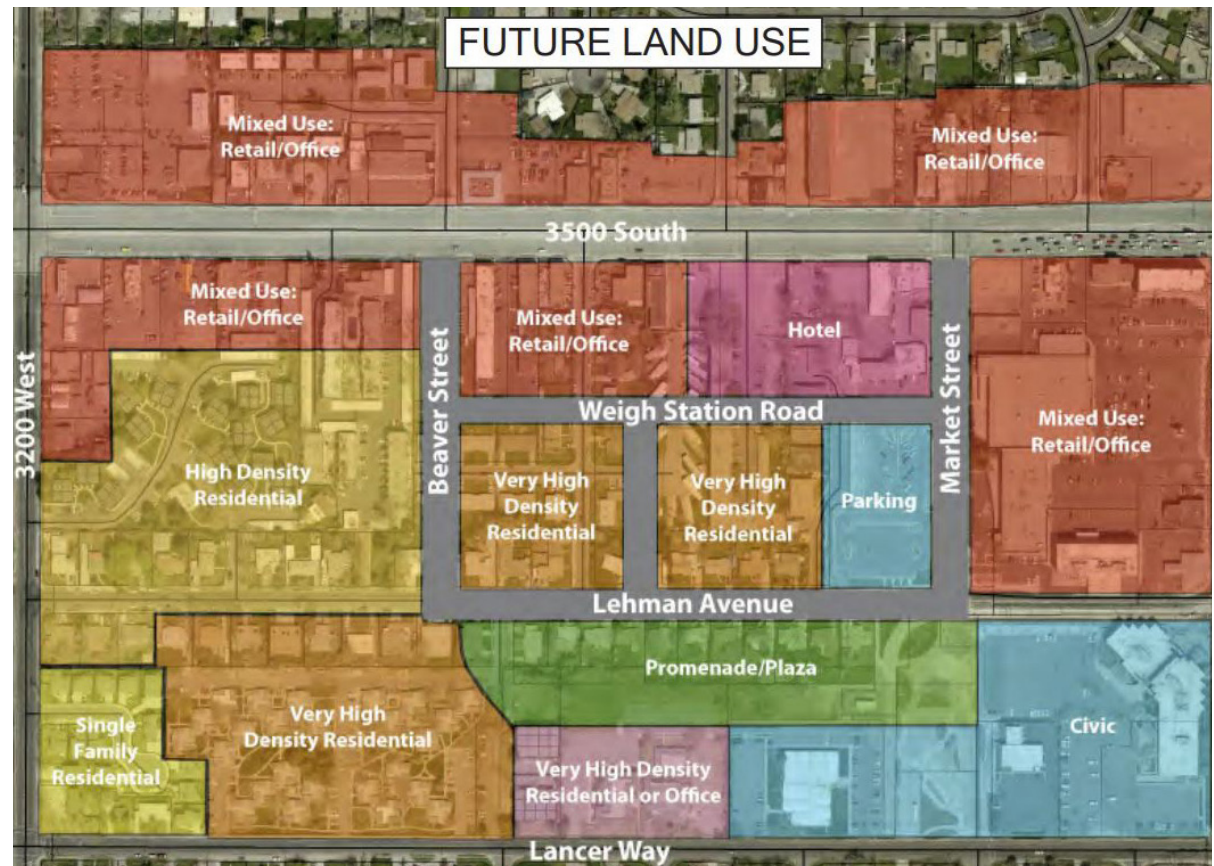 FUTURE LAND USE
Mixed Use:
Retail/Office
Mixed Use:
Retail/Office
3500 South
Mixed Use:
Retail/Office
Mixed Use:
Retail/Office
Hotel
3200 West
Beaver Street
Weigh Station Road
Market Street
Mixed Use:
Retail/Office
High Density
Residential
Very High
Density
Residential
Very High
Density
Residential
Parking
Lehman Avenue
Promenade/Plaza
Single
Family
Residential
Very High
Density Residential
Very High Density
Residential or Office
Civic
Lancer Way